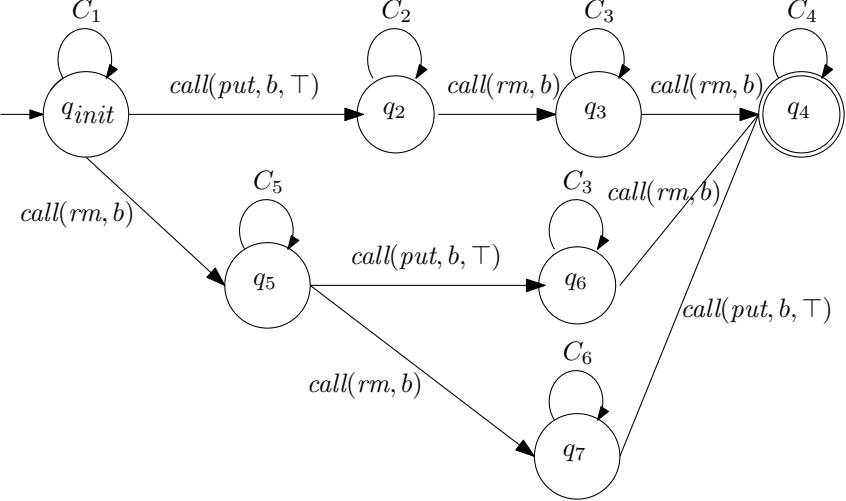 C₁ C₂ C₃ C₄
call(put, b, ⊤) call(rm, b) call(rm, b)
q_init q₂ q₃ q₄
C₅ C₃
call(rm, b) call(rm, b)
call(put, b, ⊤)
q₅ q₆
call(put, b, ⊤)
C₆
call(rm, b)
q₇